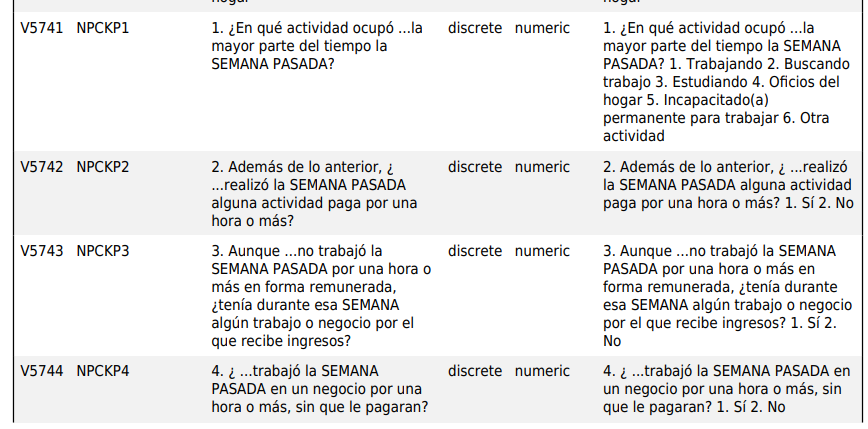 hogar
hogar
V5741 NPCKP1 1. ¿En qué actividad ocupó ...la discrete numeric 1. ¿En qué actividad ocupó ...la
mayor parte del tiempo la mayor parte del tiempo la SEMANA
SEMANA PASADA? PASADA? 1. Trabajando 2. Buscando
trabajo 3. Estudiando 4. Oficios del
hogar 5. Incapacitado(a)
permanente para trabajar 6. Otra
actividad
V5742 NPCKP2 2. Además de lo anterior, ¿ discrete numeric 2. Además de lo anterior, ¿ ...realizó
...realizó la SEMANA PASADA la SEMANA PASADA alguna actividad
alguna actividad paga por una paga por una hora o más? 1. Sí 2. No
hora o más?
V5743 NPCKP3 3. Aunque ...no trabajó la discrete numeric 3. Aunque ...no trabajó la SEMANA
SEMANA PASADA por una hora o PASADA por una hora o más en
más en forma remunerada, forma remunerada, ¿tenía durante
¿tenía durante esa SEMANA esa SEMANA algún trabajo o negocio
algún trabajo o negocio por el por el que recibe ingresos? 1. Sí 2.
que recibe ingresos? No
V5744 NPCKP4 4. ¿ ...trabajó la SEMANA discrete numeric 4. ¿ ...trabajó la SEMANA PASADA en
PASADA en un negocio por una un negocio por una hora o más, sin
hora o más, sin que le pagaran? que le pagaran? 1. Sí 2. No